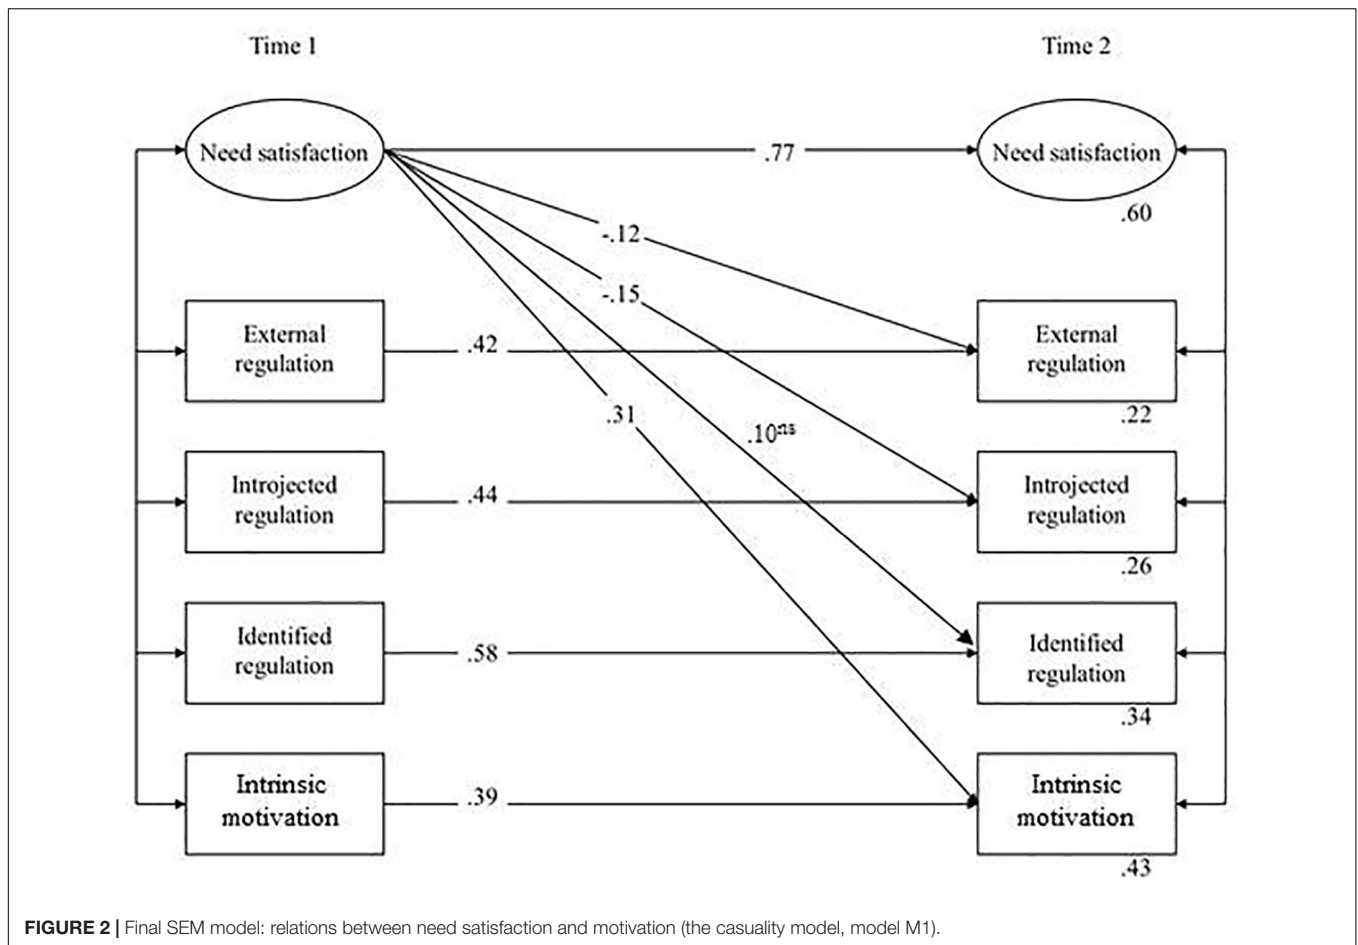 Time 1
Time 2
Need satisfaction
.77
Need satisfaction
.60
-.12
-.15
External
regulation
.42
External
regulation
.22
.31
.10ns
Introjected
regulation
.44
Introjected
regulation
.26
Identified
regulation
.58
Identified
regulation
.34
Intrinsic
motivation
.39
Intrinsic
motivation
.43
FIGURE 2 | Final SEM model: relations between need satisfaction and motivation (the casuality model, model M1).